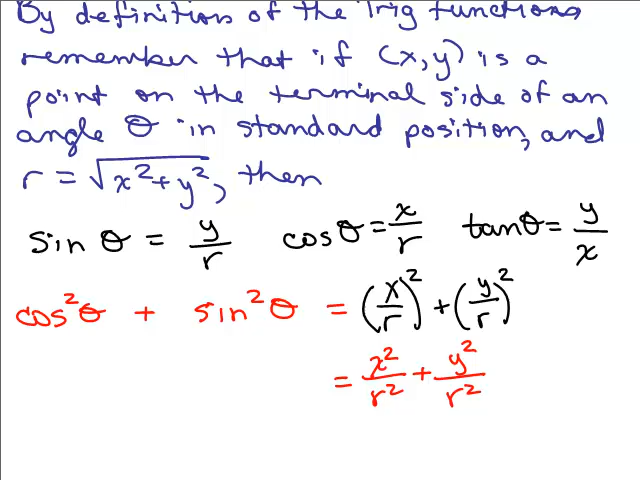 By definition of the Trig functions
remember that if (x,y) is a
point on the terminal side of an
angle θ in standard position, and
r = √(x² + y²), then
sin θ = y/r cos θ = x/r tan θ = y/x
cos²θ + sin²θ = (x/r)² + (y/r)²
= x²/r² + y²/r²